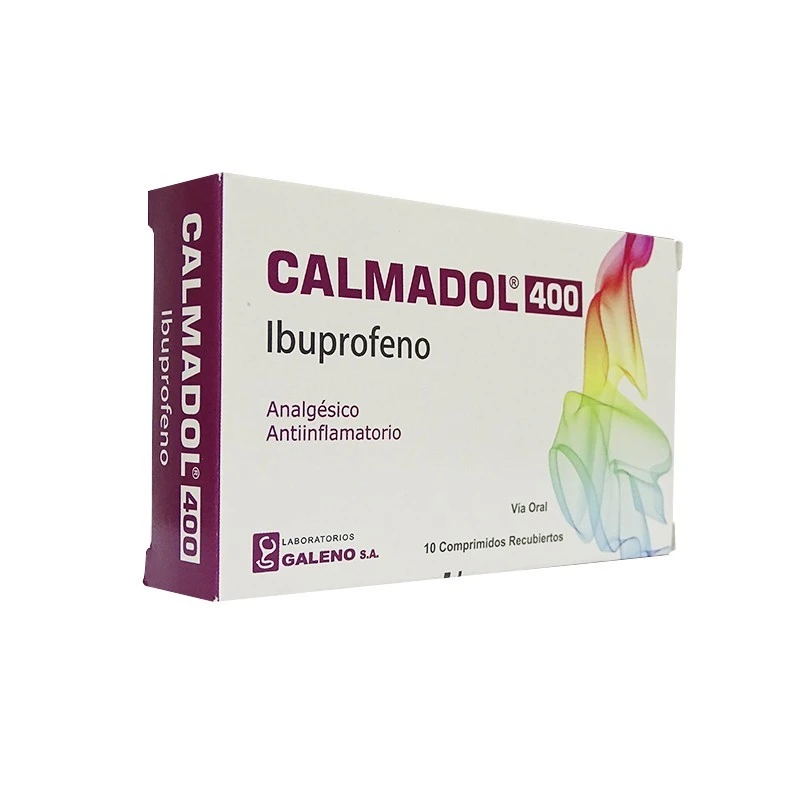 CALMADOL® 400
Ibuprofeno
CALMADOL® 400
Ibuprofeno
Analgésico
Antiinflamatorio
Vía Oral
LABORATORIOS
GALENO S.A.
10 Comprimidos Recubiertos